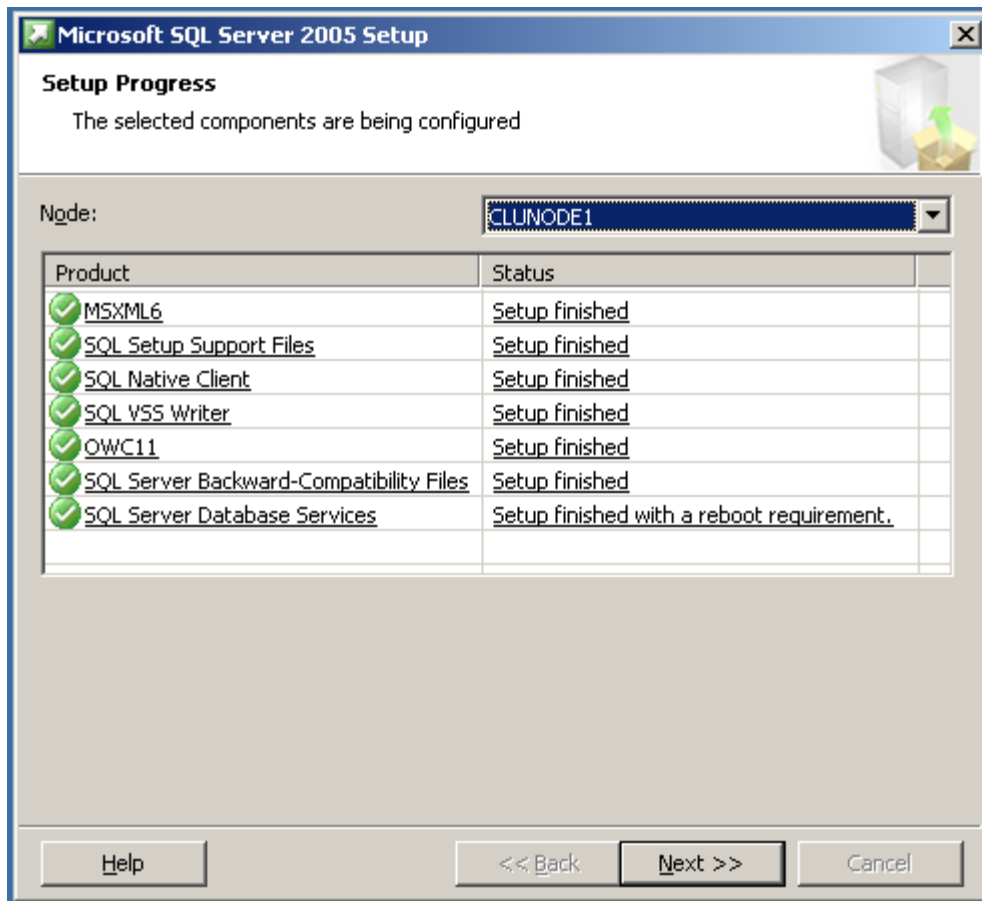 Microsoft SQL Server 2005 Setup
Setup Progress
The selected components are being configured
Node: CLUNODE1
Product Status
MSXML6 Setup finished
SQL Setup Support Files Setup finished
SQL Native Client Setup finished
SQL VSS Writer Setup finished
OWC11 Setup finished
SQL Server Backward-Compatibility Files Setup finished
SQL Server Database Services Setup finished with a reboot requirement.
Help << Back Next >> Cancel